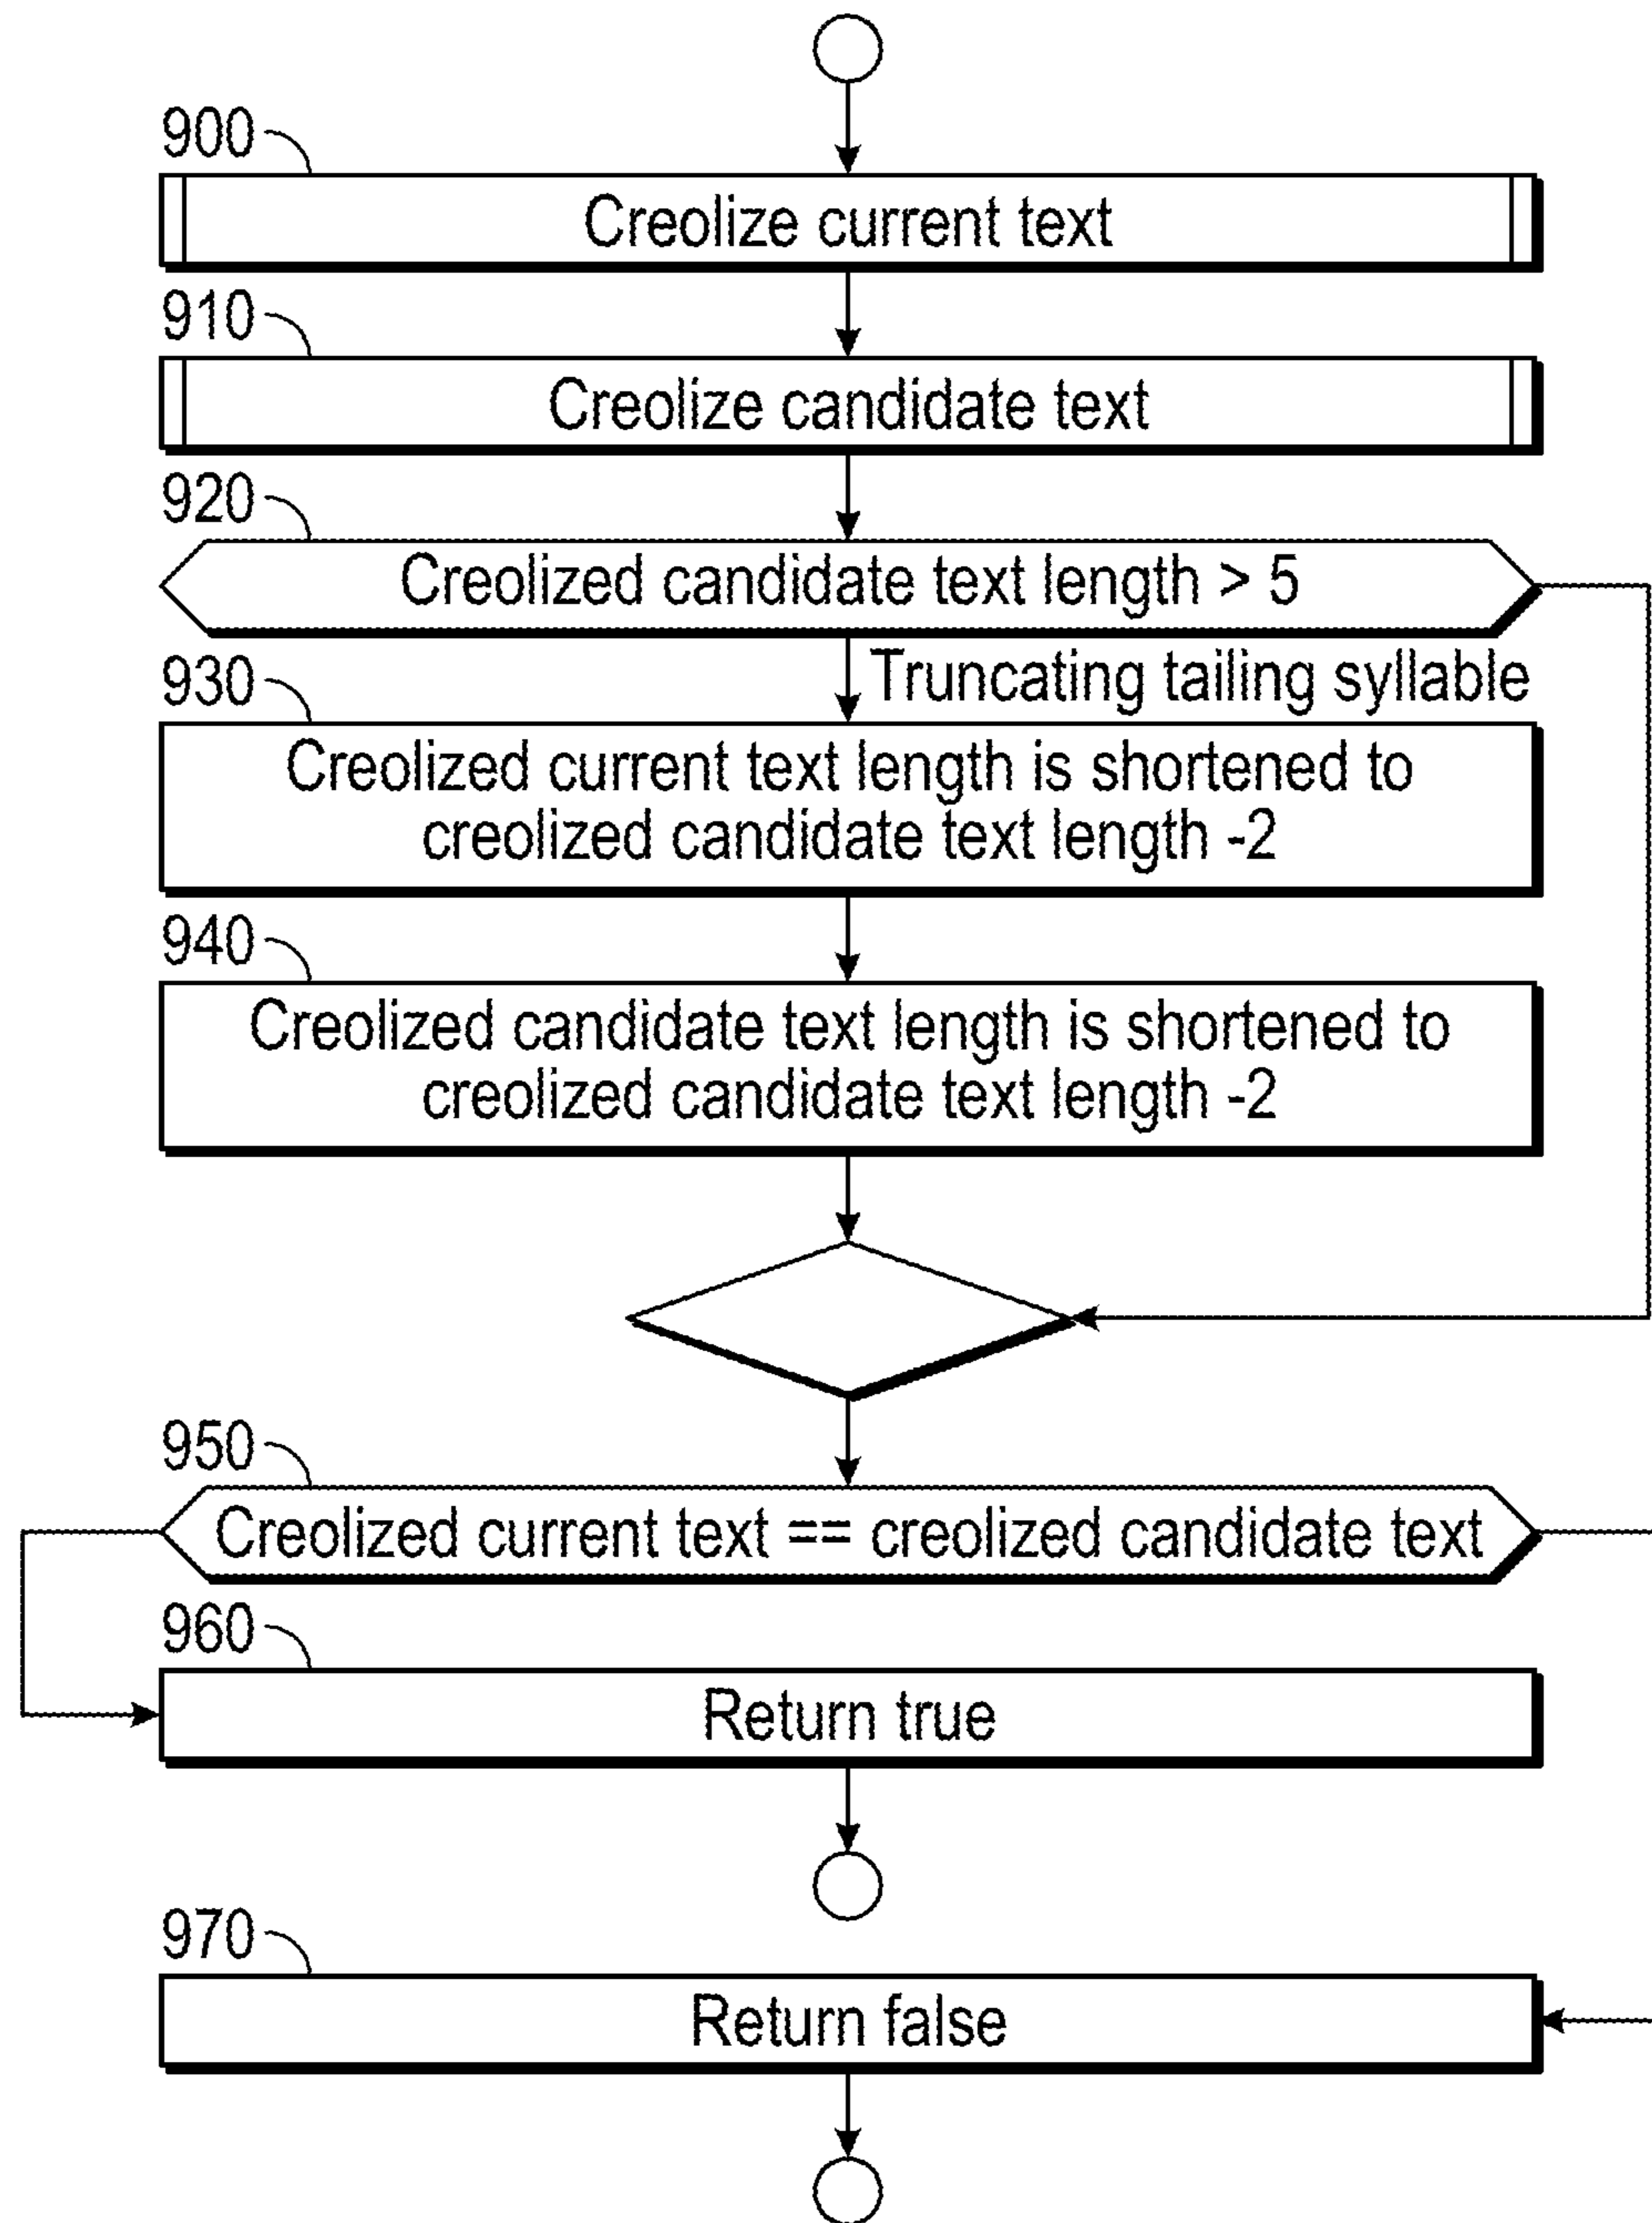 900
Creolize current text
910
Creolize candidate text
920
Creolized candidate text length > 5
Truncating tailing syllable
930
Creolized current text length is shortened to
creolized candidate text length -2
940
Creolized candidate text length is shortened to
creolized candidate text length -2
950
Creolized current text == creolized candidate text
960
Return true
970
Return false